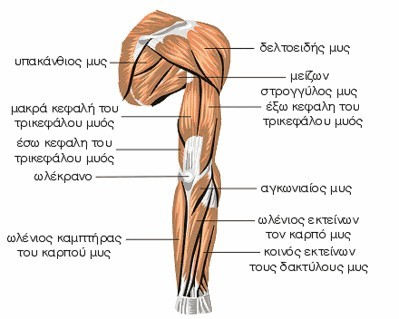 υπακάνθιος μυς
μακρά κεφαλή του
τρικεφάλου μυός
έσω κεφαλη του
τρικεφάλου μυός
ωλέκρανο
ωλένιος καμπτήρας
του καρπού μυς
δελτοειδής μυς
μείζων
στρογγύλος μυς
έξω κεφαλη του
τρικεφάλου μυός
αγκωνιαίος μυς
ωλένιος εκτείνων
τον καρπό μυς
κοινός εκτείνων
τους δακτύλους μυς